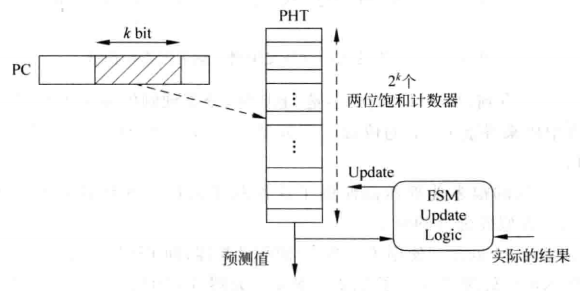 PHT
k bit
PC
2^k个
两位饱和计数器
...
...
Update
FSM
Update
Logic
预测值
实际的结果